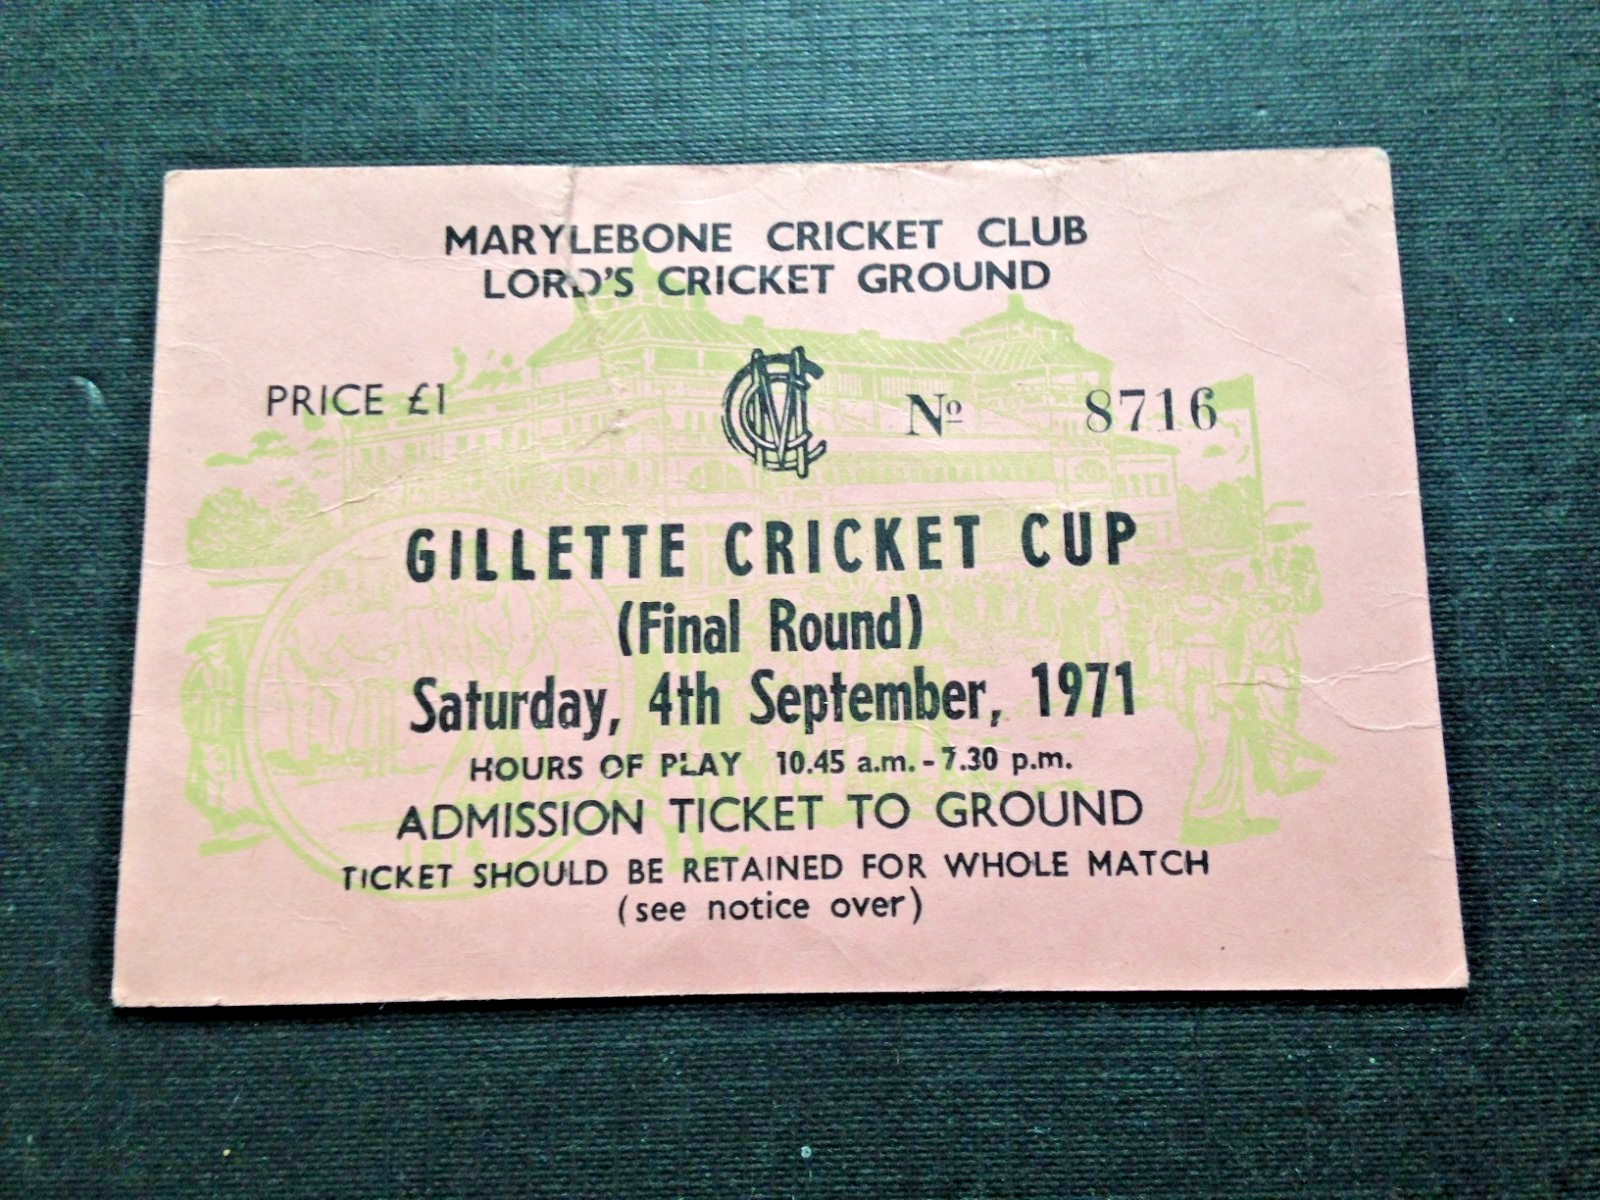 MARYLEBONE CRICKET CLUB
LORD'S CRICKET GROUND
PRICE £1
MCC
Nº 8716
GILLETTE CRICKET CUP
(Final Round)
Saturday, 4th September, 1971
HOURS OF PLAY 10.45 a.m. - 7.30 p.m.
ADMISSION TICKET TO GROUND
TICKET SHOULD BE RETAINED FOR WHOLE MATCH
(see notice over)